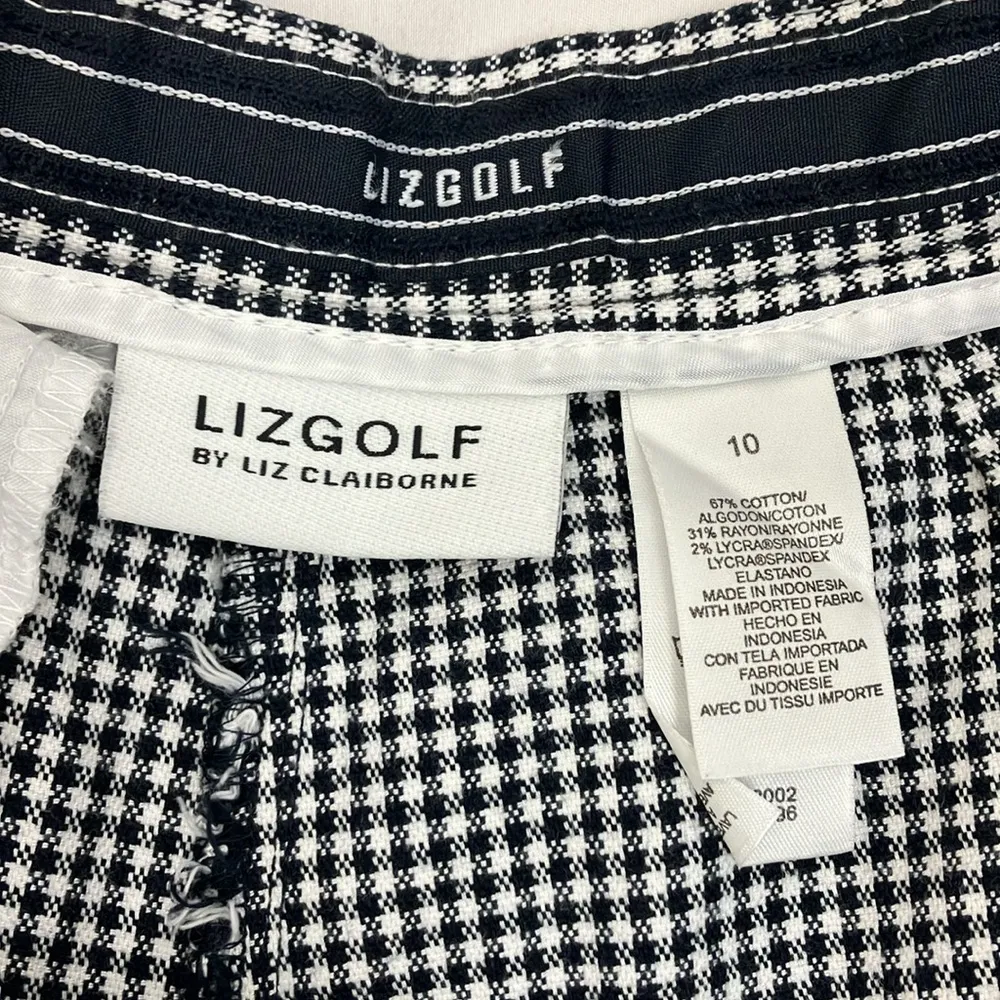 LIZGOLF
LIZGOLF
BY LIZ CLAIBORNE
10
67% COTTON/
ALGODON/COTON
31% RAYON/RAYONNE
2% LYCRA®SPANDEX/
LYCRA®SPANDEX
ELASTANO
MADE IN INDONESIA
WITH IMPORTED FABRIC
HECHO EN
INDONESIA
CON TELA IMPORTADA
FABRIQUE EN
INDONESIE
AVEC DU TISSU IMPORTE